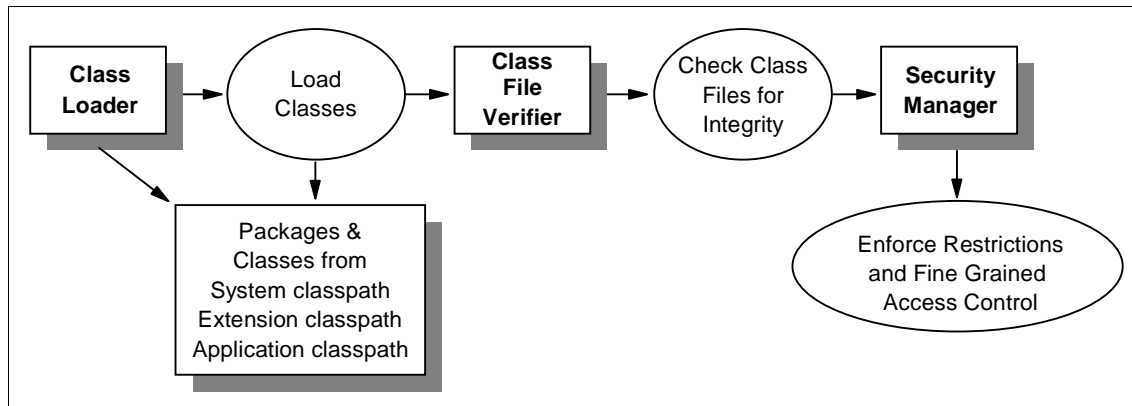 Class
Loader
Load
Classes
Class
File
Verifier
Check Class
Files for
Integrity
Security
Manager
Packages &
Classes from
System classpath
Extension classpath
Application classpath
Enforce Restrictions
and Fine Grained
Access Control